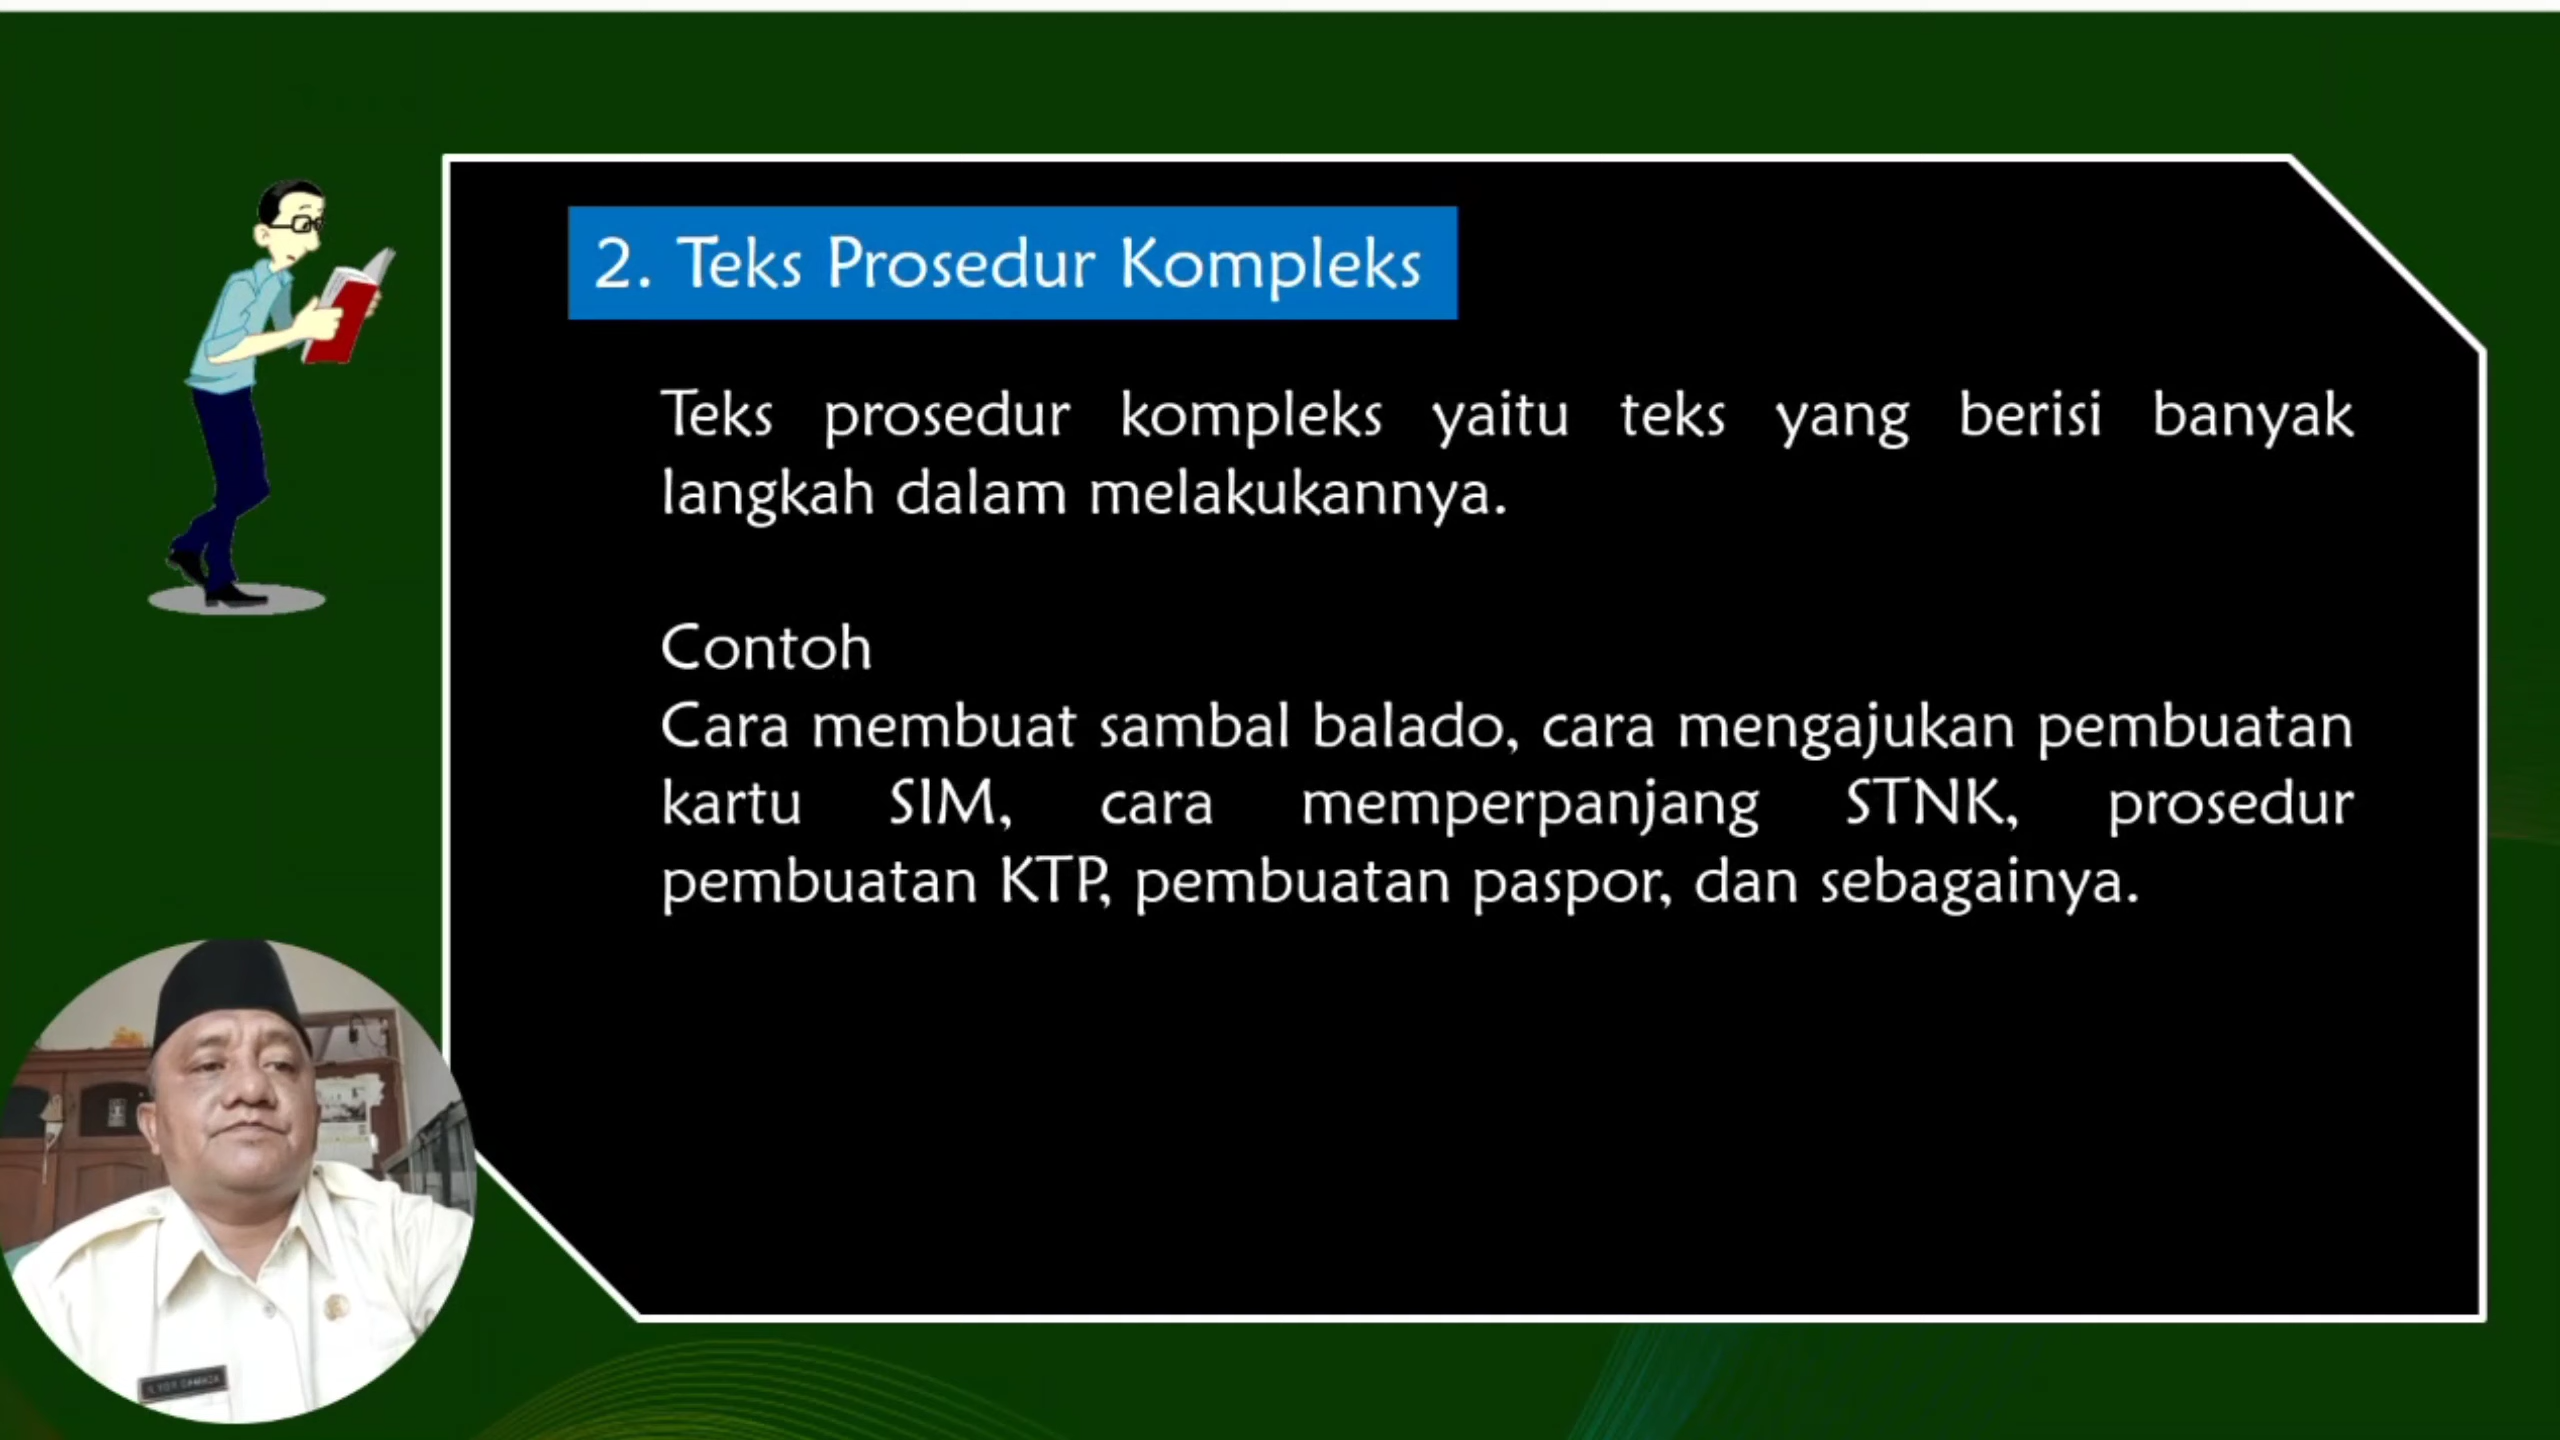 2. Teks Prosedur Kompleks
Teks prosedur kompleks yaitu teks yang berisi banyak
langkah dalam melakukannya.
Contoh
Cara membuat sambal balado, cara mengajukan pembuatan
kartu SIM, cara memperpanjang STNK, prosedur
pembuatan KTP, pembuatan paspor, dan sebagainya.